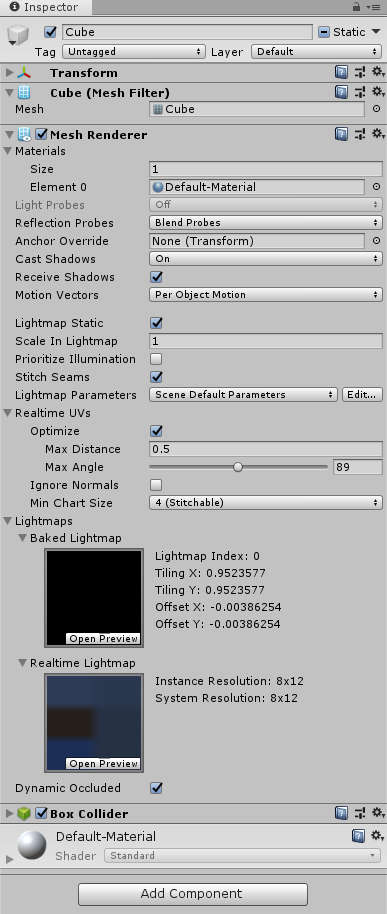 Inspector
Cube Static
Tag Untagged Layer Default
Transform
Cube (Mesh Filter)
Mesh Cube
Mesh Renderer
Materials
Size 1
Element 0 Default-Material
Light Probes Off
Reflection Probes Blend Probes
Anchor Override None (Transform)
Cast Shadows On
Receive Shadows
Motion Vectors Per Object Motion
Lightmap Static
Scale In Lightmap 1
Prioritize Illumination
Stitch Seams
Lightmap Parameters Scene Default Parameters Edit...
Realtime UVs
Optimize
Max Distance 0.5
Max Angle 89
Ignore Normals
Min Chart Size 4 (Stitchable)
Lightmaps
Baked Lightmap
Lightmap Index: 0
Tiling X: 0.9523577
Tiling Y: 0.9523577
Offset X: -0.00386254
Offset Y: -0.00386254
Open Preview
Realtime Lightmap
Instance Resolution: 8x12
System Resolution: 8x12
Open Preview
Dynamic Occluded
Box Collider
Default-Material
Shader Standard
Add Component